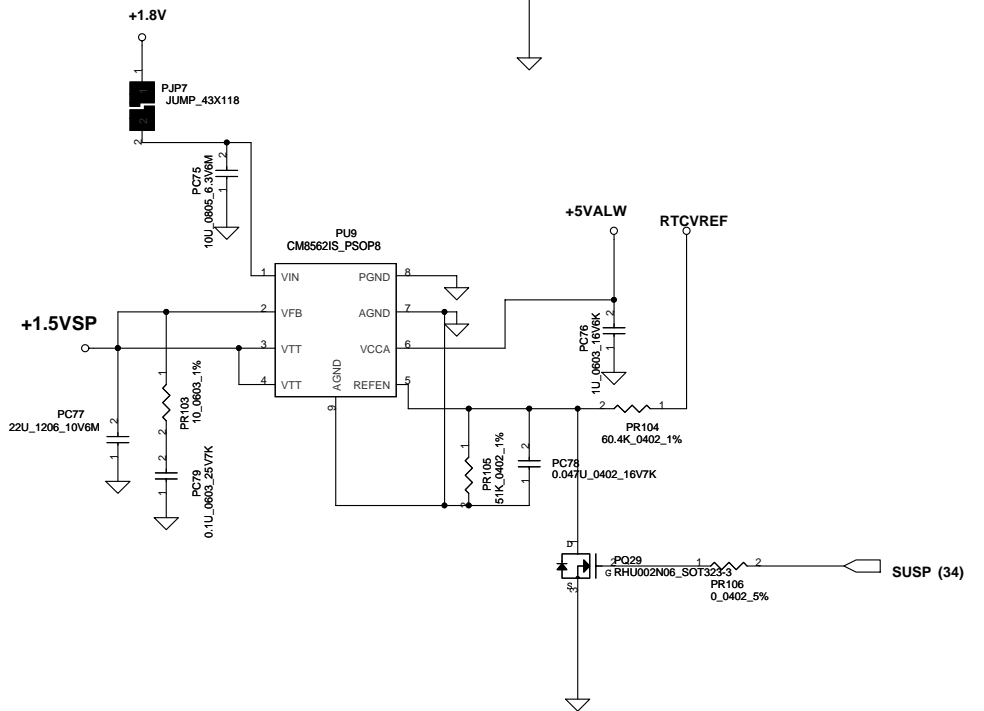 +1.8V
1
1
PJP7
JUMP_43X118
2
2
2
PC75
10U_0805_6.3V6M
1
+5VALW
RTCVREF
PU9
CM8562IS_PSOP8
1 VIN PGND 8
2 VFB AGND 7
+1.5VSP
3 VTT VCCA 6
4 VTT REFEN 5
AGND
9
2
PC76
1U_0603_16V6K
1
1
PR103
10_0603_1%
2
PC77
22U_1206_10V6M
2
1
2
PC79
0.1U_0603_25V7K
1
2 1
PR104
60.4K_0402_1%
1
PR105
51K_0402_1%
2
2
PC78
0.047U_0402_16V7K
1
D
1
PQ29
2
G RHU002N06_SOT323-3
S
3
1 2
PR106
0_0402_5%
SUSP (34)